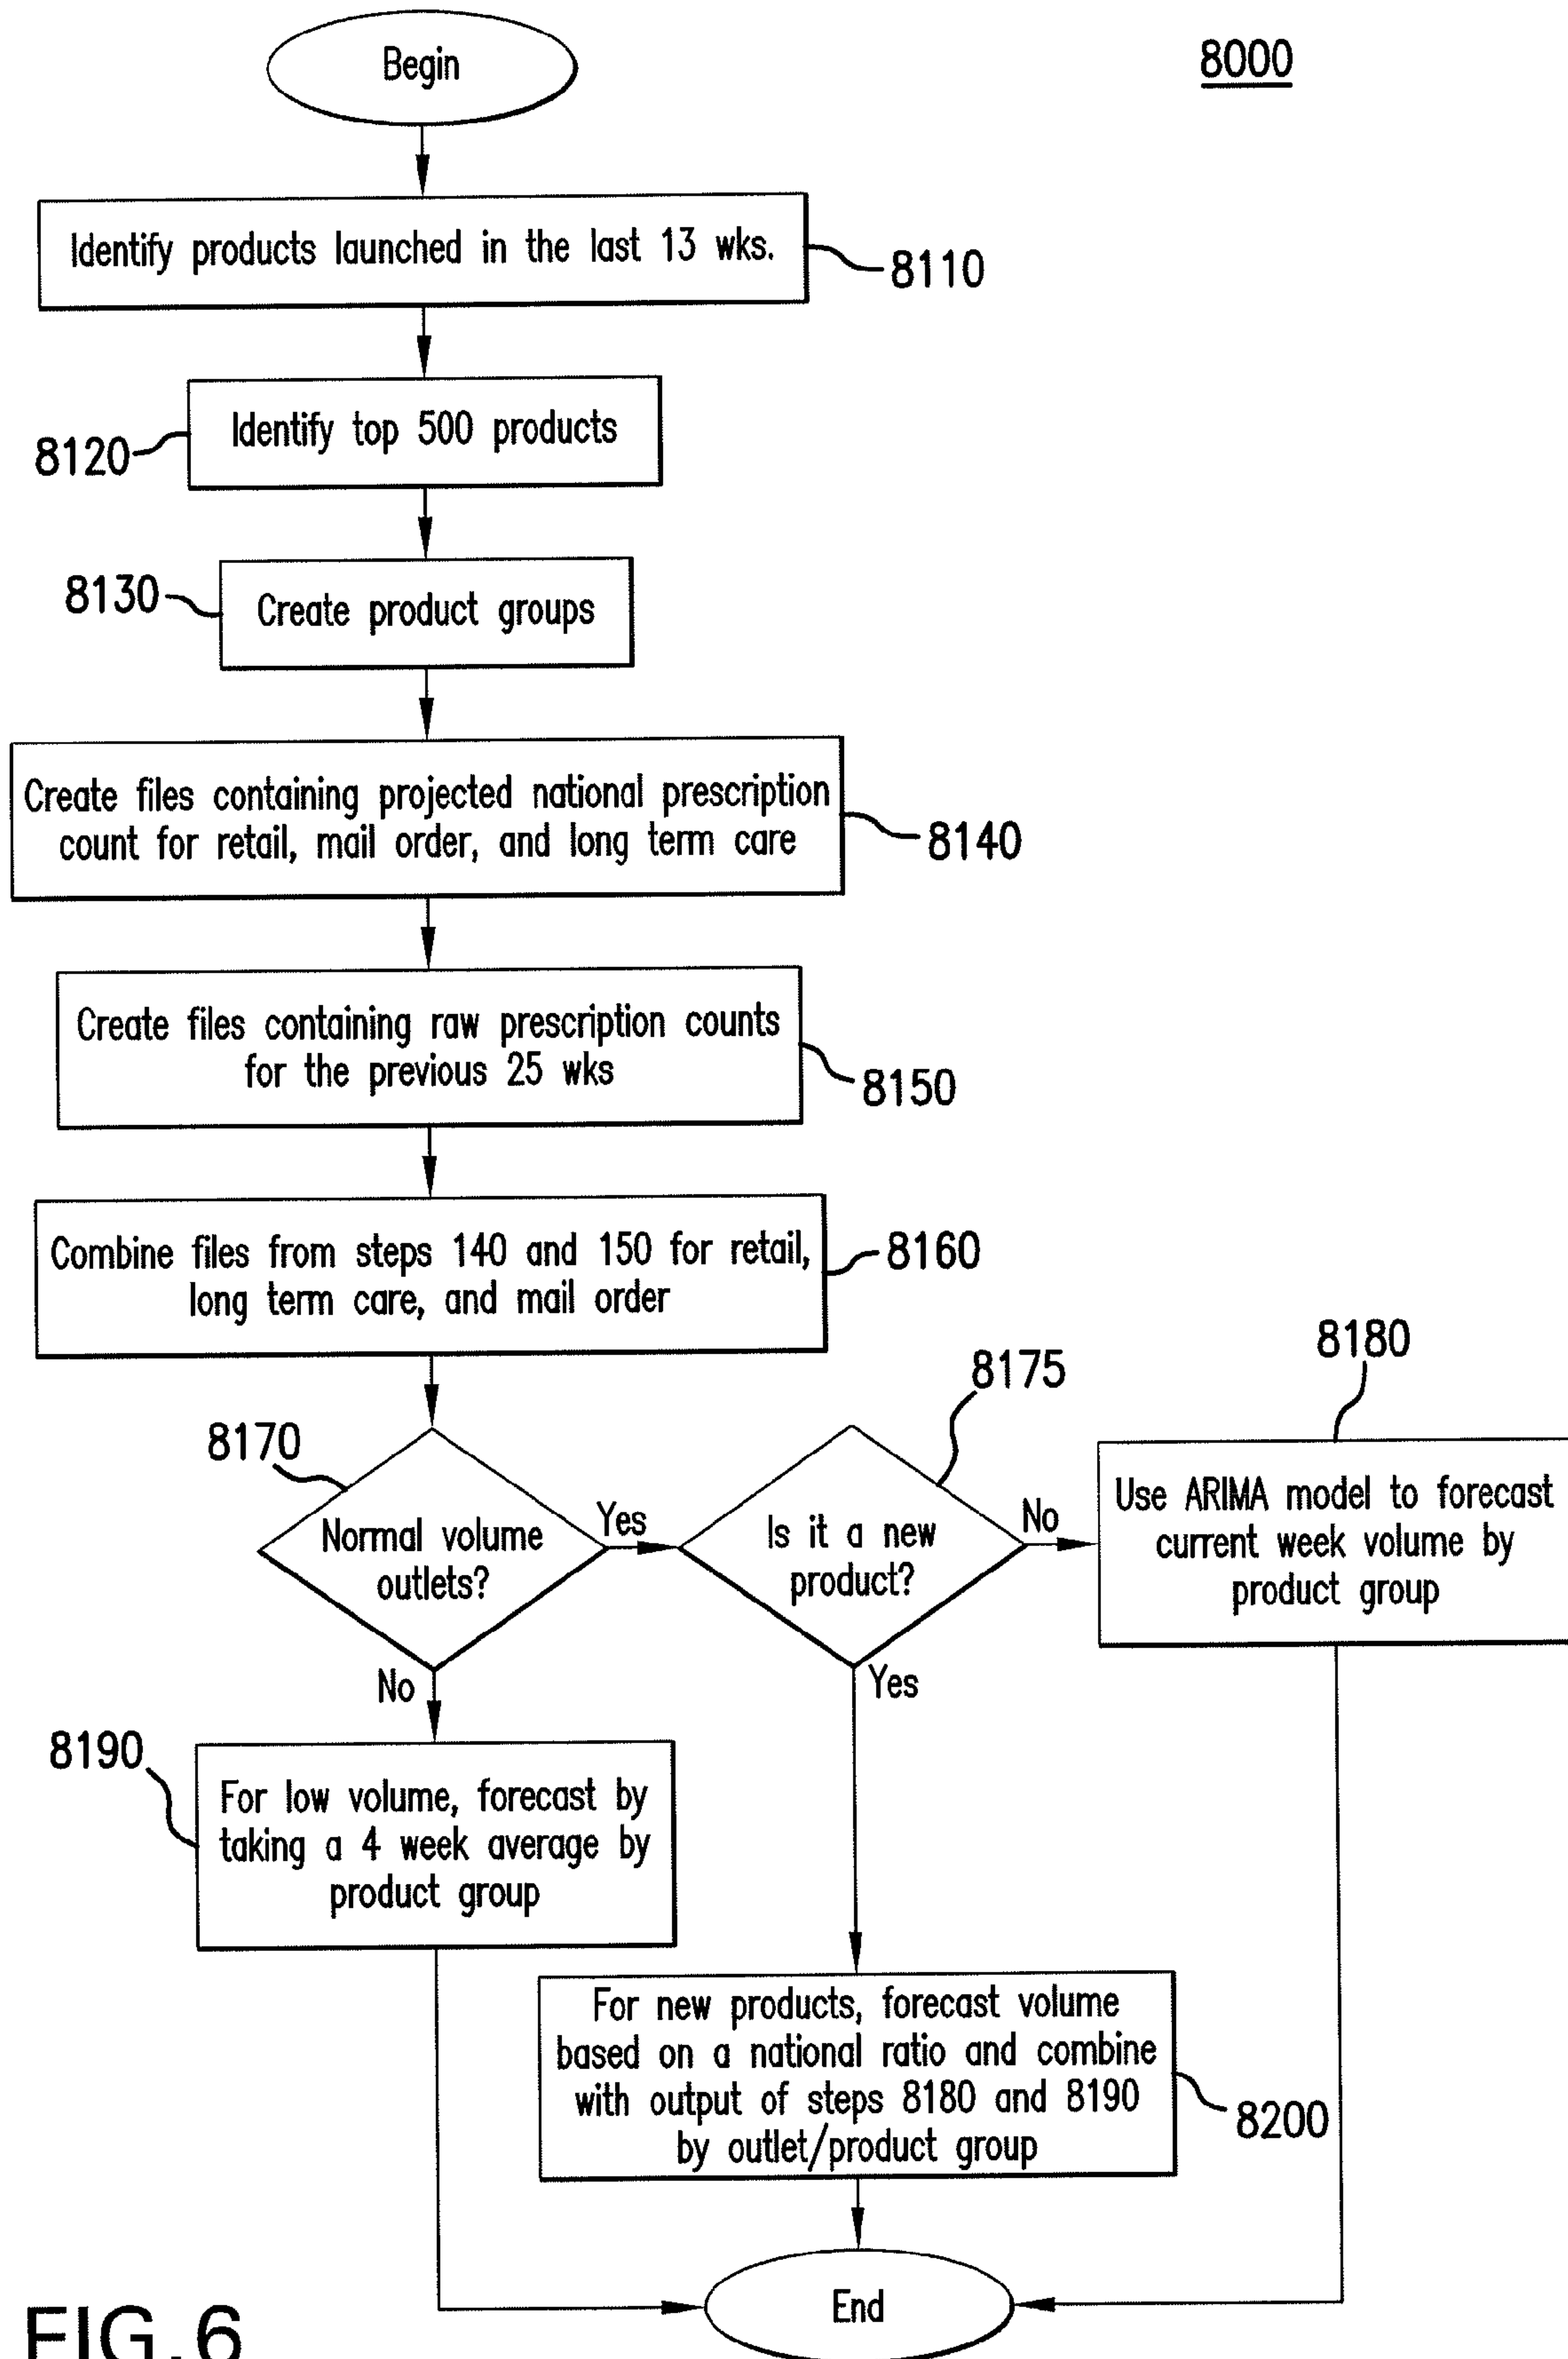 Begin
8000
Identify products launched in the last 13 wks.
8110
Identify top 500 products
8120
8130
Create product groups
Create files containing projected national prescription
count for retail, mail order, and long term care
8140
Create files containing raw prescription counts
for the previous 25 wks
8150
Combine files from steps 140 and 150 for retail,
long term care, and mail order
8160
8170
Normal volume
outlets?
Yes
No
8175
Is it a new
product?
No
Yes
8180
Use ARIMA model to forecast
current week volume by
product group
8190
For low volume, forecast by
taking a 4 week average by
product group
For new products, forecast volume
based on a national ratio and combine
with output of steps 8180 and 8190
by outlet/product group
8200
End
FIG.6